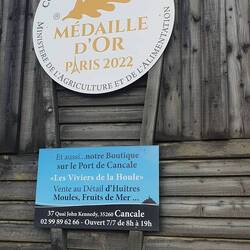 MÉDAILLE
D'OR
PARIS 2022
MINISTÈRE DE L'AGRICULTURE ET DE L'ALIMENTATION
Et aussi...notre Boutique
sur le Port de Cancale
«Les Viviers de la Houle»
Vente au Détail d'Huitres
Moules, Fruits de Mer ...
37 Quai John Kennedy, 35260 Cancale
02 99 89 62 66 - Ouvert 7/7 de 8h à 19h